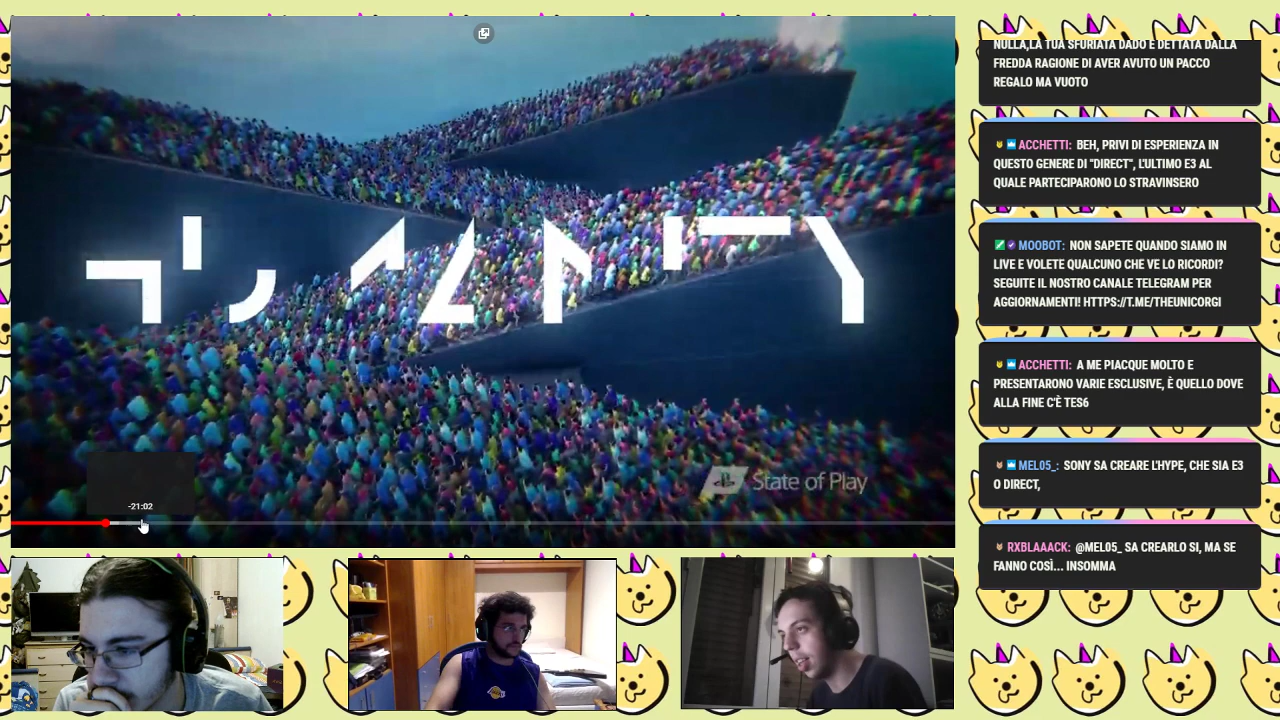 HUMANITY
State of Play
-21:02
NULLA,LA TUA SFURIATA DADO È DETTATA DALLA
FREDDA RAGIONE DI AVER AVUTO UN PACCO
REGALO MA VUOTO
ACCHETTI: BEH, PRIVI DI ESPERIENZA IN
QUESTO GENERE DI "DIRECT", L'ULTIMO E3 AL
QUALE PARTECIPARONO LO STRAVINSERO
MOOBOT: NON SAPETE QUANDO SIAMO IN
LIVE E VOLETE QUALCUNO CHE VE LO RICORDI?
SEGUITE IL NOSTRO CANALE TELEGRAM PER
AGGIORNAMENTI! HTTPS://T.ME/THEUNICORGI
ACCHETTI: A ME PIACQUE MOLTO E
PRESENTARONO VARIE ESCLUSIVE, È QUELLO DOVE
ALLA FINE C'È TES6
MEL05_: SONY SA CREARE L'HYPE, CHE SIA E3
O DIRECT,
RXBLAAACK: @MEL05_ SA CREARLO SI, MA SE
FANNO COSÌ... INSOMMA